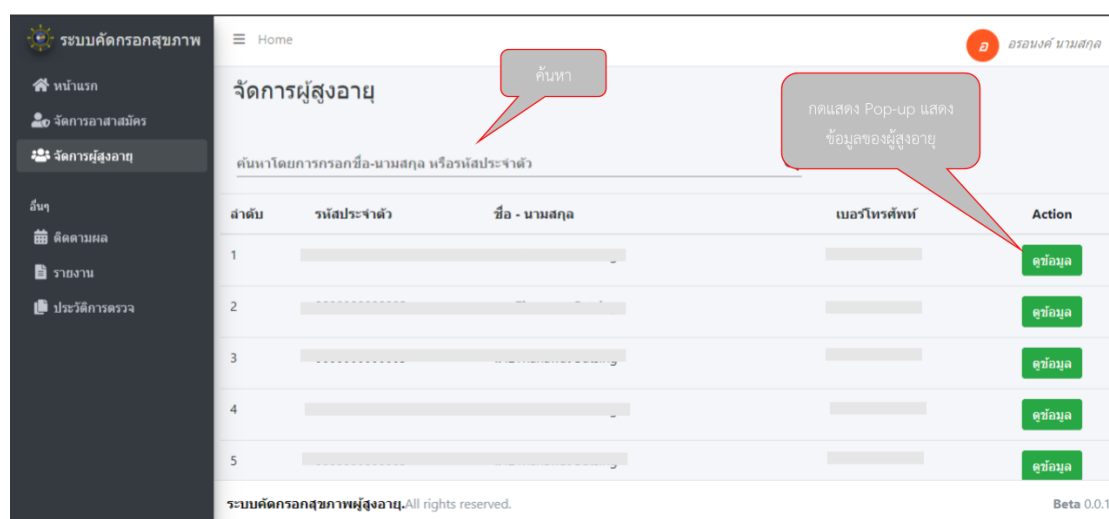 ระบบคัดกรอกสุขภาพ
Home
อ
อรอนงค์ นามสกุล
หน้าแรก
จัดการอาสาสมัคร
จัดการผู้สูงอายุ
อื่นๆ
ติดตามผล
รายงาน
ประวัติการตรวจ
จัดการผู้สูงอายุ
ค้นหา
กดแสดง Pop-up แสดง
ข้อมูลของผู้สูงอายุ
ค้นหาโดยการกรอกชื่อ-นามสกุล หรือรหัสประจำตัว
ลำดับ รหัสประจำตัว ชื่อ - นามสกุล เบอร์โทรศัพท์ Action
1 ดูข้อมูล
2 ดูข้อมูล
3 ดูข้อมูล
4 ดูข้อมูล
5 ดูข้อมูล
ระบบคัดกรอกสุขภาพผู้สูงอายุ.All rights reserved. Beta 0.0.1